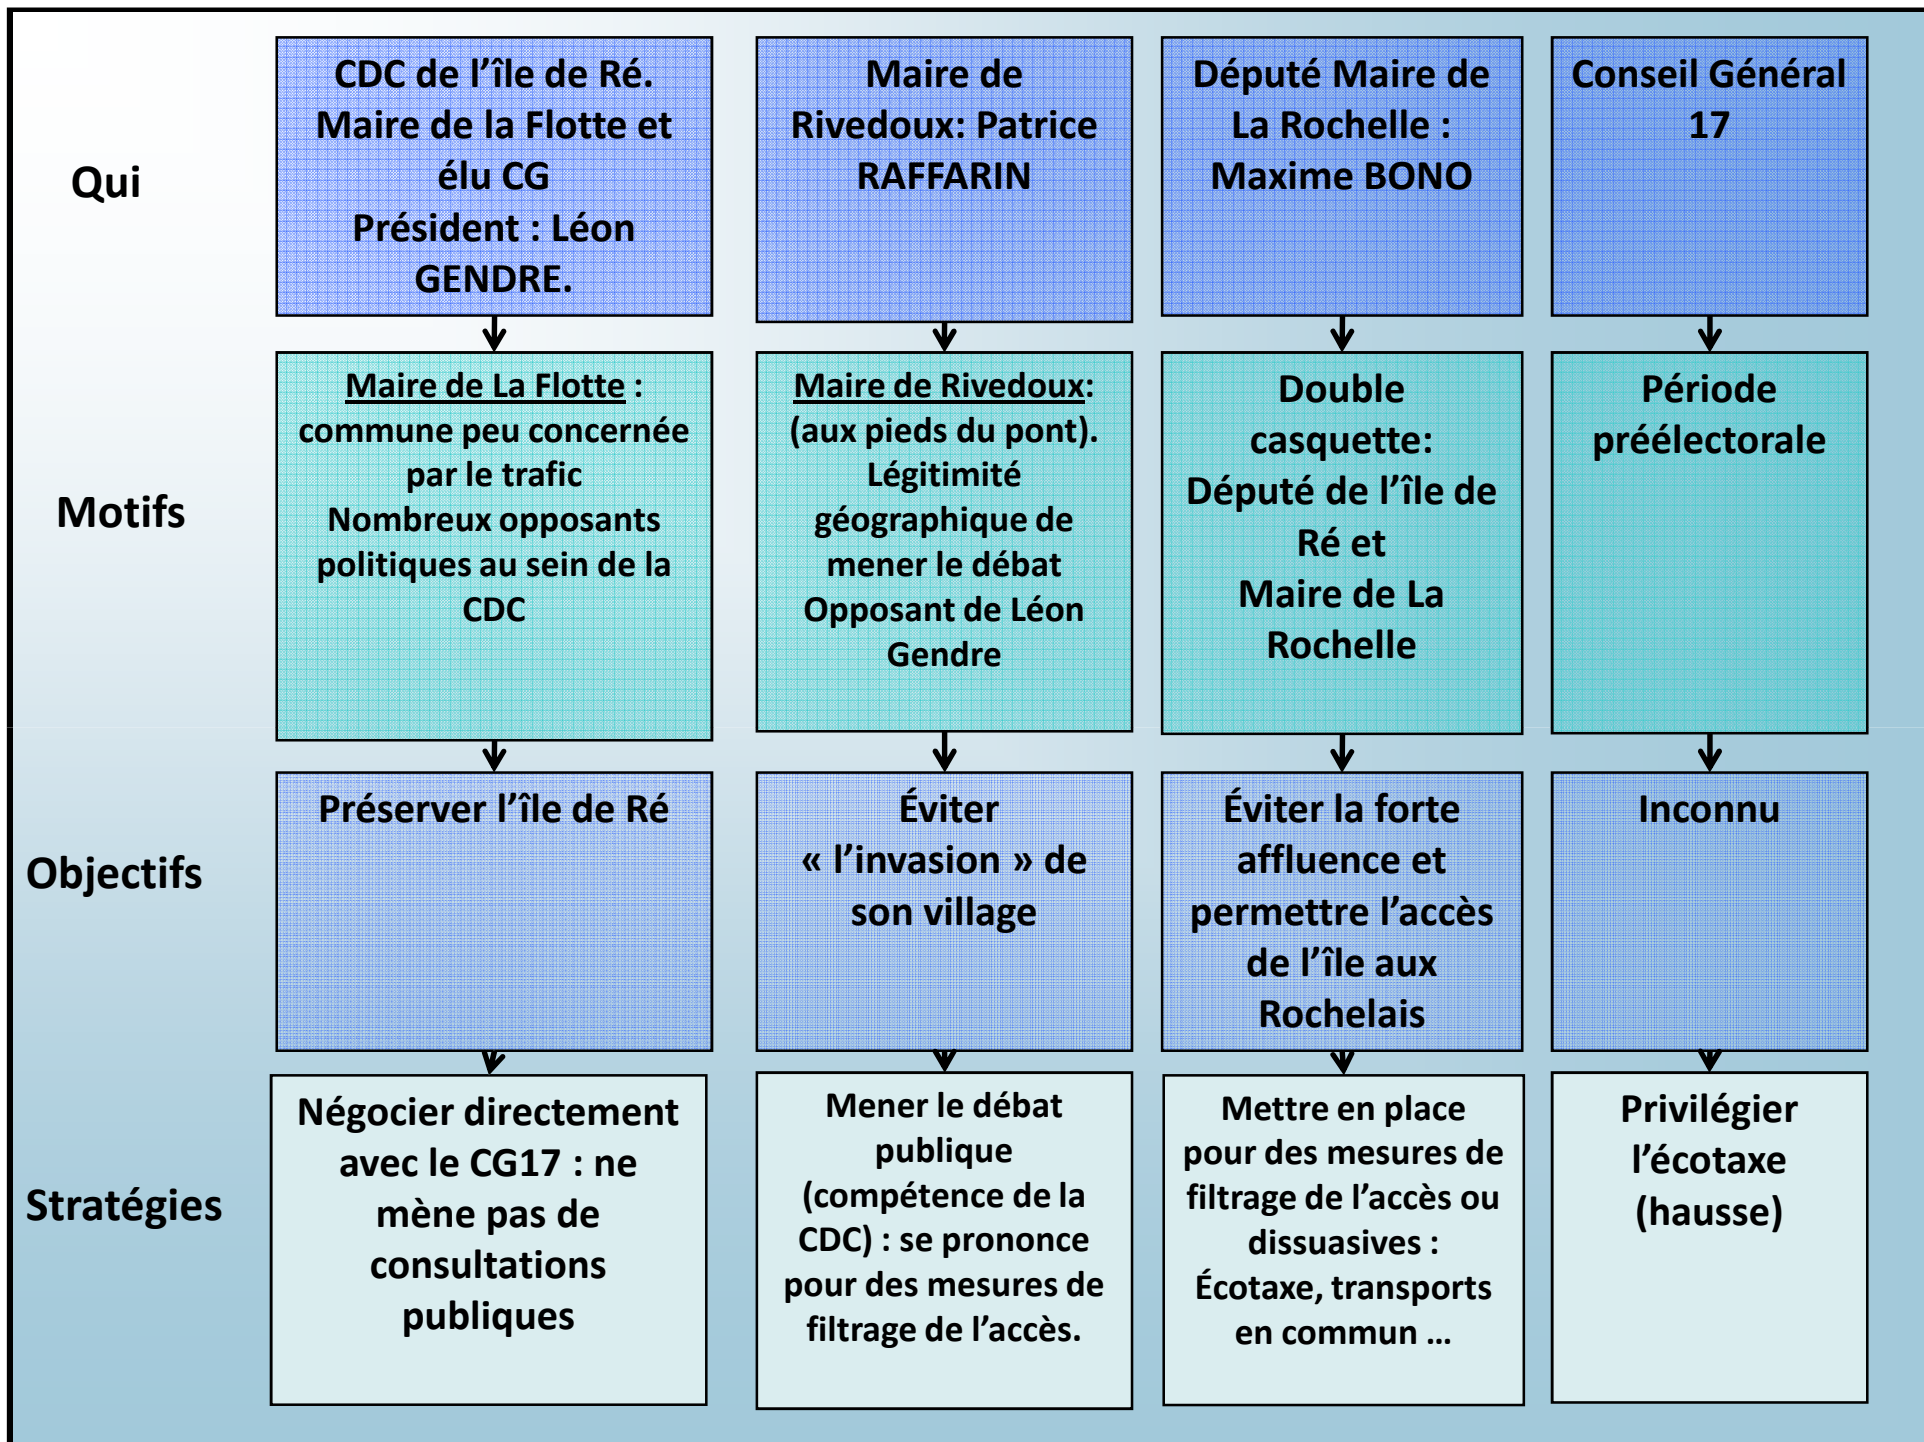 Qui
CDC de l’île de Ré.
Maire de la Flotte et
élu CG
Président : Léon
GENDRE.
Maire de
Rivedoux: Patrice
RAFFARIN
Député Maire de
La Rochelle :
Maxime BONO
Conseil Général
17
Motifs
Maire de La Flotte :
commune peu concernée
par le trafic
Nombreux opposants
politiques au sein de la
CDC
Maire de Rivedoux:
(aux pieds du pont).
Légitimité
géographique de
mener le débat
Opposant de Léon
Gendre
Double
casquette:
Député de l’île de
Ré et
Maire de La
Rochelle
Période
préélectorale
Objectifs
Préserver l’île de Ré
Éviter
« l’invasion » de
son village
Éviter la forte
affluence et
permettre l’accès
de l’île aux
Rochelais
Inconnu
Stratégies
Négocier directement
avec le CG17 : ne
mène pas de
consultations
publiques
Mener le débat
publique
(compétence de la
CDC) : se prononce
pour des mesures de
filtrage de l’accès.
Mettre en place
pour des mesures de
filtrage de l’accès ou
dissuasives :
Écotaxe, transports
en commun …
Privilégier
l’écotaxe
(hausse)